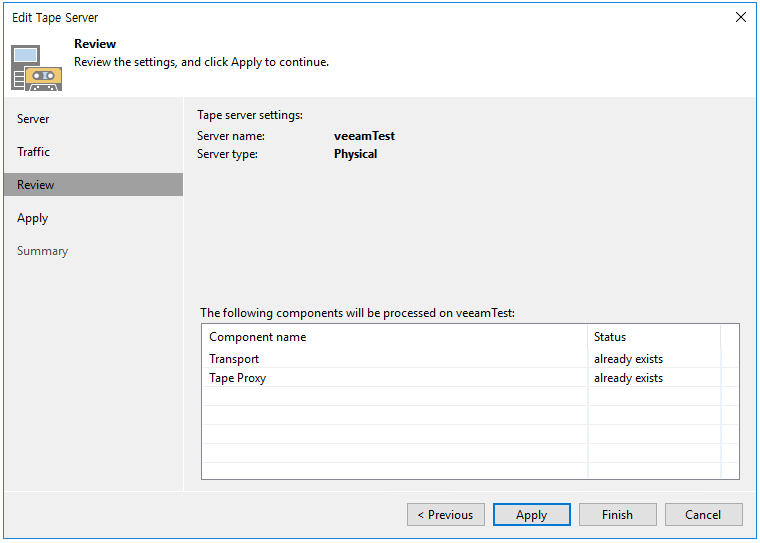 Edit Tape Server
Review
Review the settings, and click Apply to continue.
Server
Traffic
Review
Apply
Summary
Tape server settings:
Server name: veeamTest
Server type: Physical
The following components will be processed on veeamTest:
Component name Status
Transport already exists
Tape Proxy already exists
< Previous Apply Finish Cancel